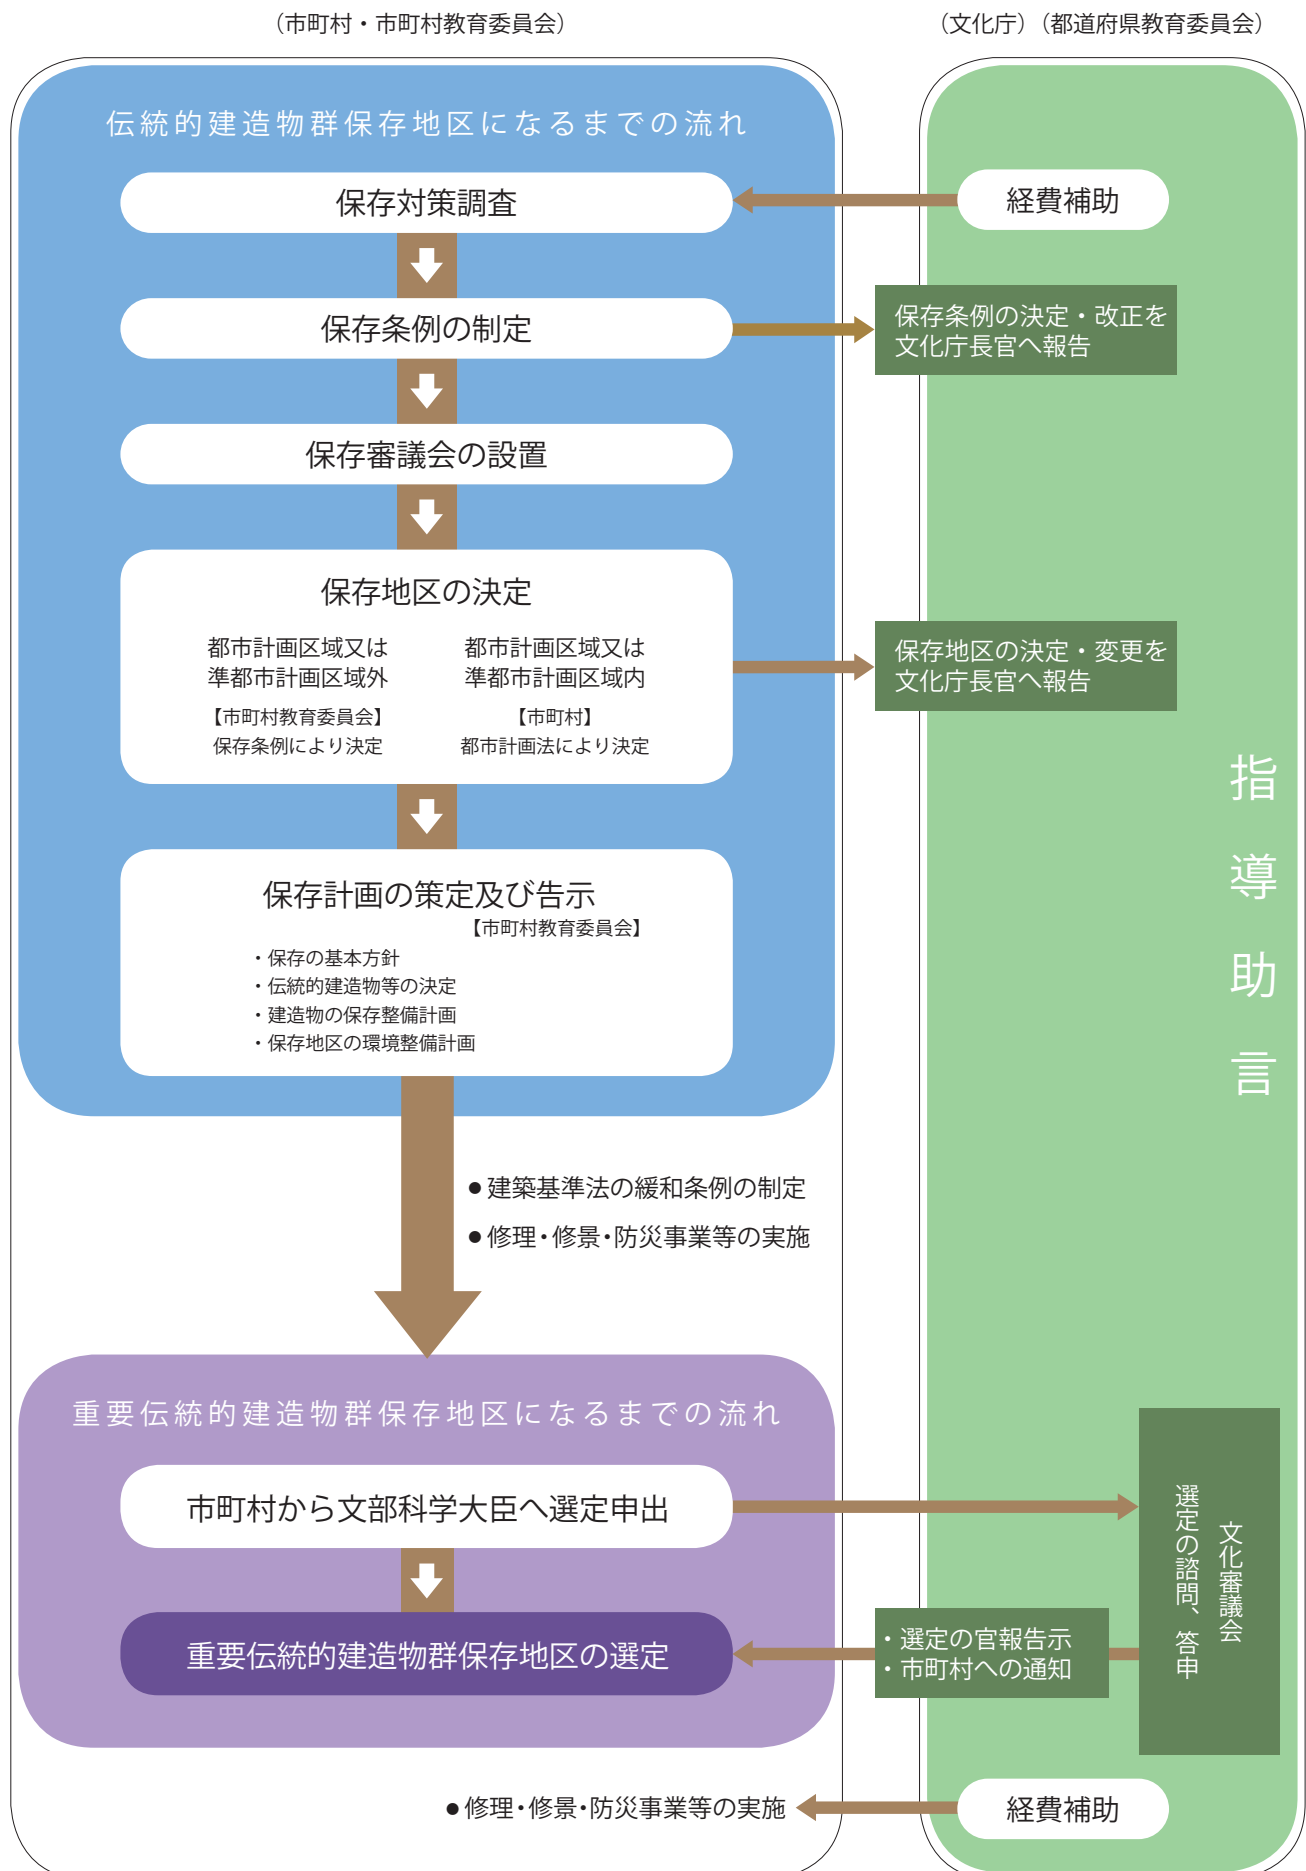 （市町村・市町村教育委員会）
（文化庁）（都道府県教育委員会）
伝統的建造物群保存地区になるまでの流れ
保存対策調査
経費補助
保存条例の制定
保存条例の決定・改正を
文化庁長官へ報告
保存審議会の設置
保存地区の決定
都市計画区域又は
準都市計画区域外
【市町村教育委員会】
保存条例により決定
都市計画区域又は
準都市計画区域内
【市町村】
都市計画法により決定
保存地区の決定・変更を
文化庁長官へ報告
指導助言
保存計画の策定及び告示
【市町村教育委員会】
・保存の基本方針
・伝統的建造物等の決定
・建造物の保存整備計画
・保存地区の環境整備計画
●建築基準法の緩和条例の制定
●修理・修景・防災事業等の実施
重要伝統的建造物群保存地区になるまでの流れ
市町村から文部科学大臣へ選定申出
文化審議会
選定の諮問、答申
・選定の官報告示
・市町村への通知
重要伝統的建造物群保存地区の選定
●修理・修景・防災事業等の実施
経費補助